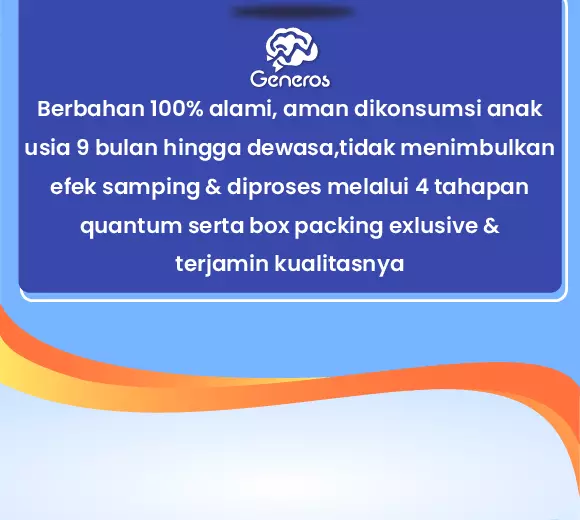 Generos
Berbahan 100% alami, aman dikonsumsi anak
usia 9 bulan hingga dewasa,tidak menimbulkan
efek samping & diproses melalui 4 tahapan
quantum serta box packing exlusive &
terjamin kualitasnya